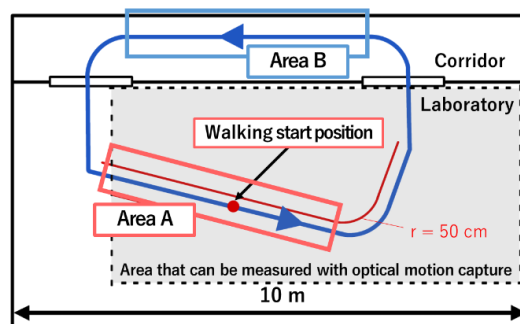 Area B
Corridor
Laboratory
Walking start position
Area A
r = 50 cm
Area that can be measured with optical motion capture
10 m